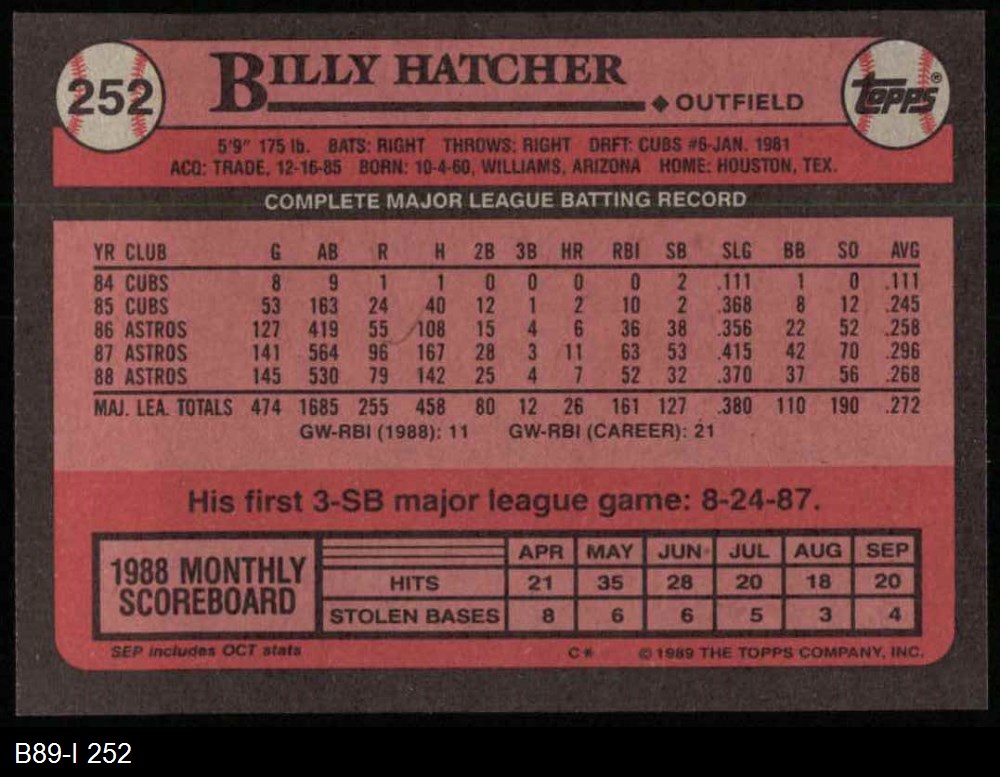 252
BILLY HATCHER
◆ OUTFIELD
TOPPS®
5'9" 175 lb. BATS: RIGHT THROWS: RIGHT DRFT: CUBS #6-JAN. 1981
ACQ: TRADE, 12-16-85 BORN: 10-4-60, WILLIAMS, ARIZONA HOME: HOUSTON, TEX.
COMPLETE MAJOR LEAGUE BATTING RECORD
YR CLUB G AB R H 2B 3B HR RBI SB SLG BB SO AVG
84 CUBS 8 9 1 1 0 0 0 0 2 .111 1 0 .111
85 CUBS 53 163 24 40 12 1 2 10 2 .368 8 12 .245
86 ASTROS 127 419 55 108 15 4 6 36 38 .356 22 52 .258
87 ASTROS 141 564 96 167 28 3 11 63 53 .415 42 70 .296
88 ASTROS 145 530 79 142 25 4 7 52 32 .370 37 56 .268
MAJ. LEA. TOTALS 474 1685 255 458 80 12 26 161 127 .380 110 190 .272
GW-RBI (1988): 11 GW-RBI (CAREER): 21
His first 3-SB major league game: 8-24-87.
1988 MONTHLY
SCOREBOARD
APR MAY JUN JUL AUG SEP
HITS 21 35 28 20 18 20
STOLEN BASES 8 6 6 5 3 4
SEP includes OCT stats C* © 1989 THE TOPPS COMPANY, INC.
B89-I 252